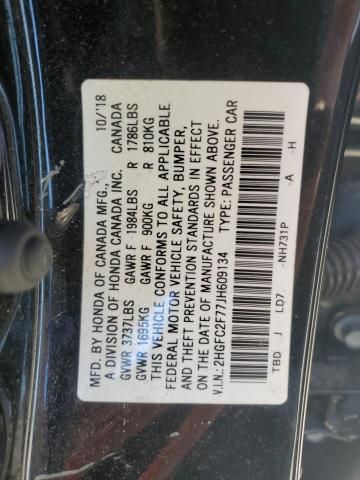 MFD. BY HONDA OF CANADA MFG., 10/18
A DIVISION OF HONDA CANADA INC. CANADA
GVWR 3737LBS GAWR F 1984LBS R 1786LBS
GVWR 1695KG GAWR F 900KG R 810KG
THIS VEHICLE CONFORMS TO ALL APPLICABLE
FEDERAL MOTOR VEHICLE SAFETY, BUMPER,
AND THEFT PREVENTION STANDARDS IN EFFECT
ON THE DATE OF MANUFACTURE SHOWN ABOVE.
V.I.N.: 2HGFC2F77JH609134 TYPE: PASSENGER CAR
TBD J LD7 -NH731P -A -H